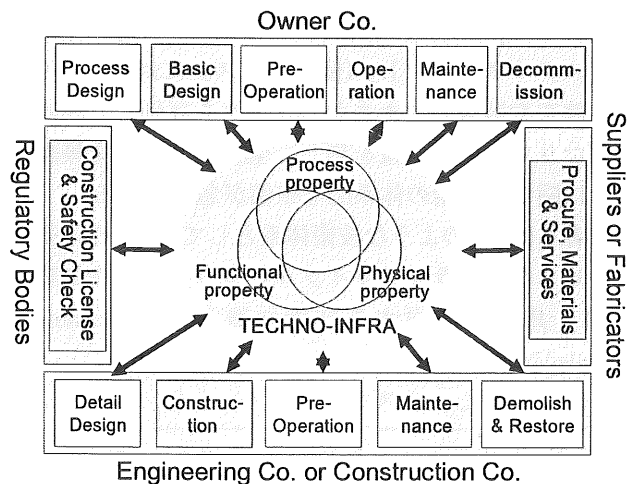 Owner Co.
Process
Design
Basic
Design
Pre-
Operation
Ope-
ration
Mainte-
nance
Decomm-
ission
Regulatory Bodies
Construction License
& Safety Check
Process
property
Functional
property
Physical
property
TECHNO-INFRA
Procure, Materials
& Services
Suppliers or Fabricators
Detail
Design
Construc-
tion
Pre-
Operation
Mainte-
nance
Demolish
& Restore
Engineering Co. or Construction Co.